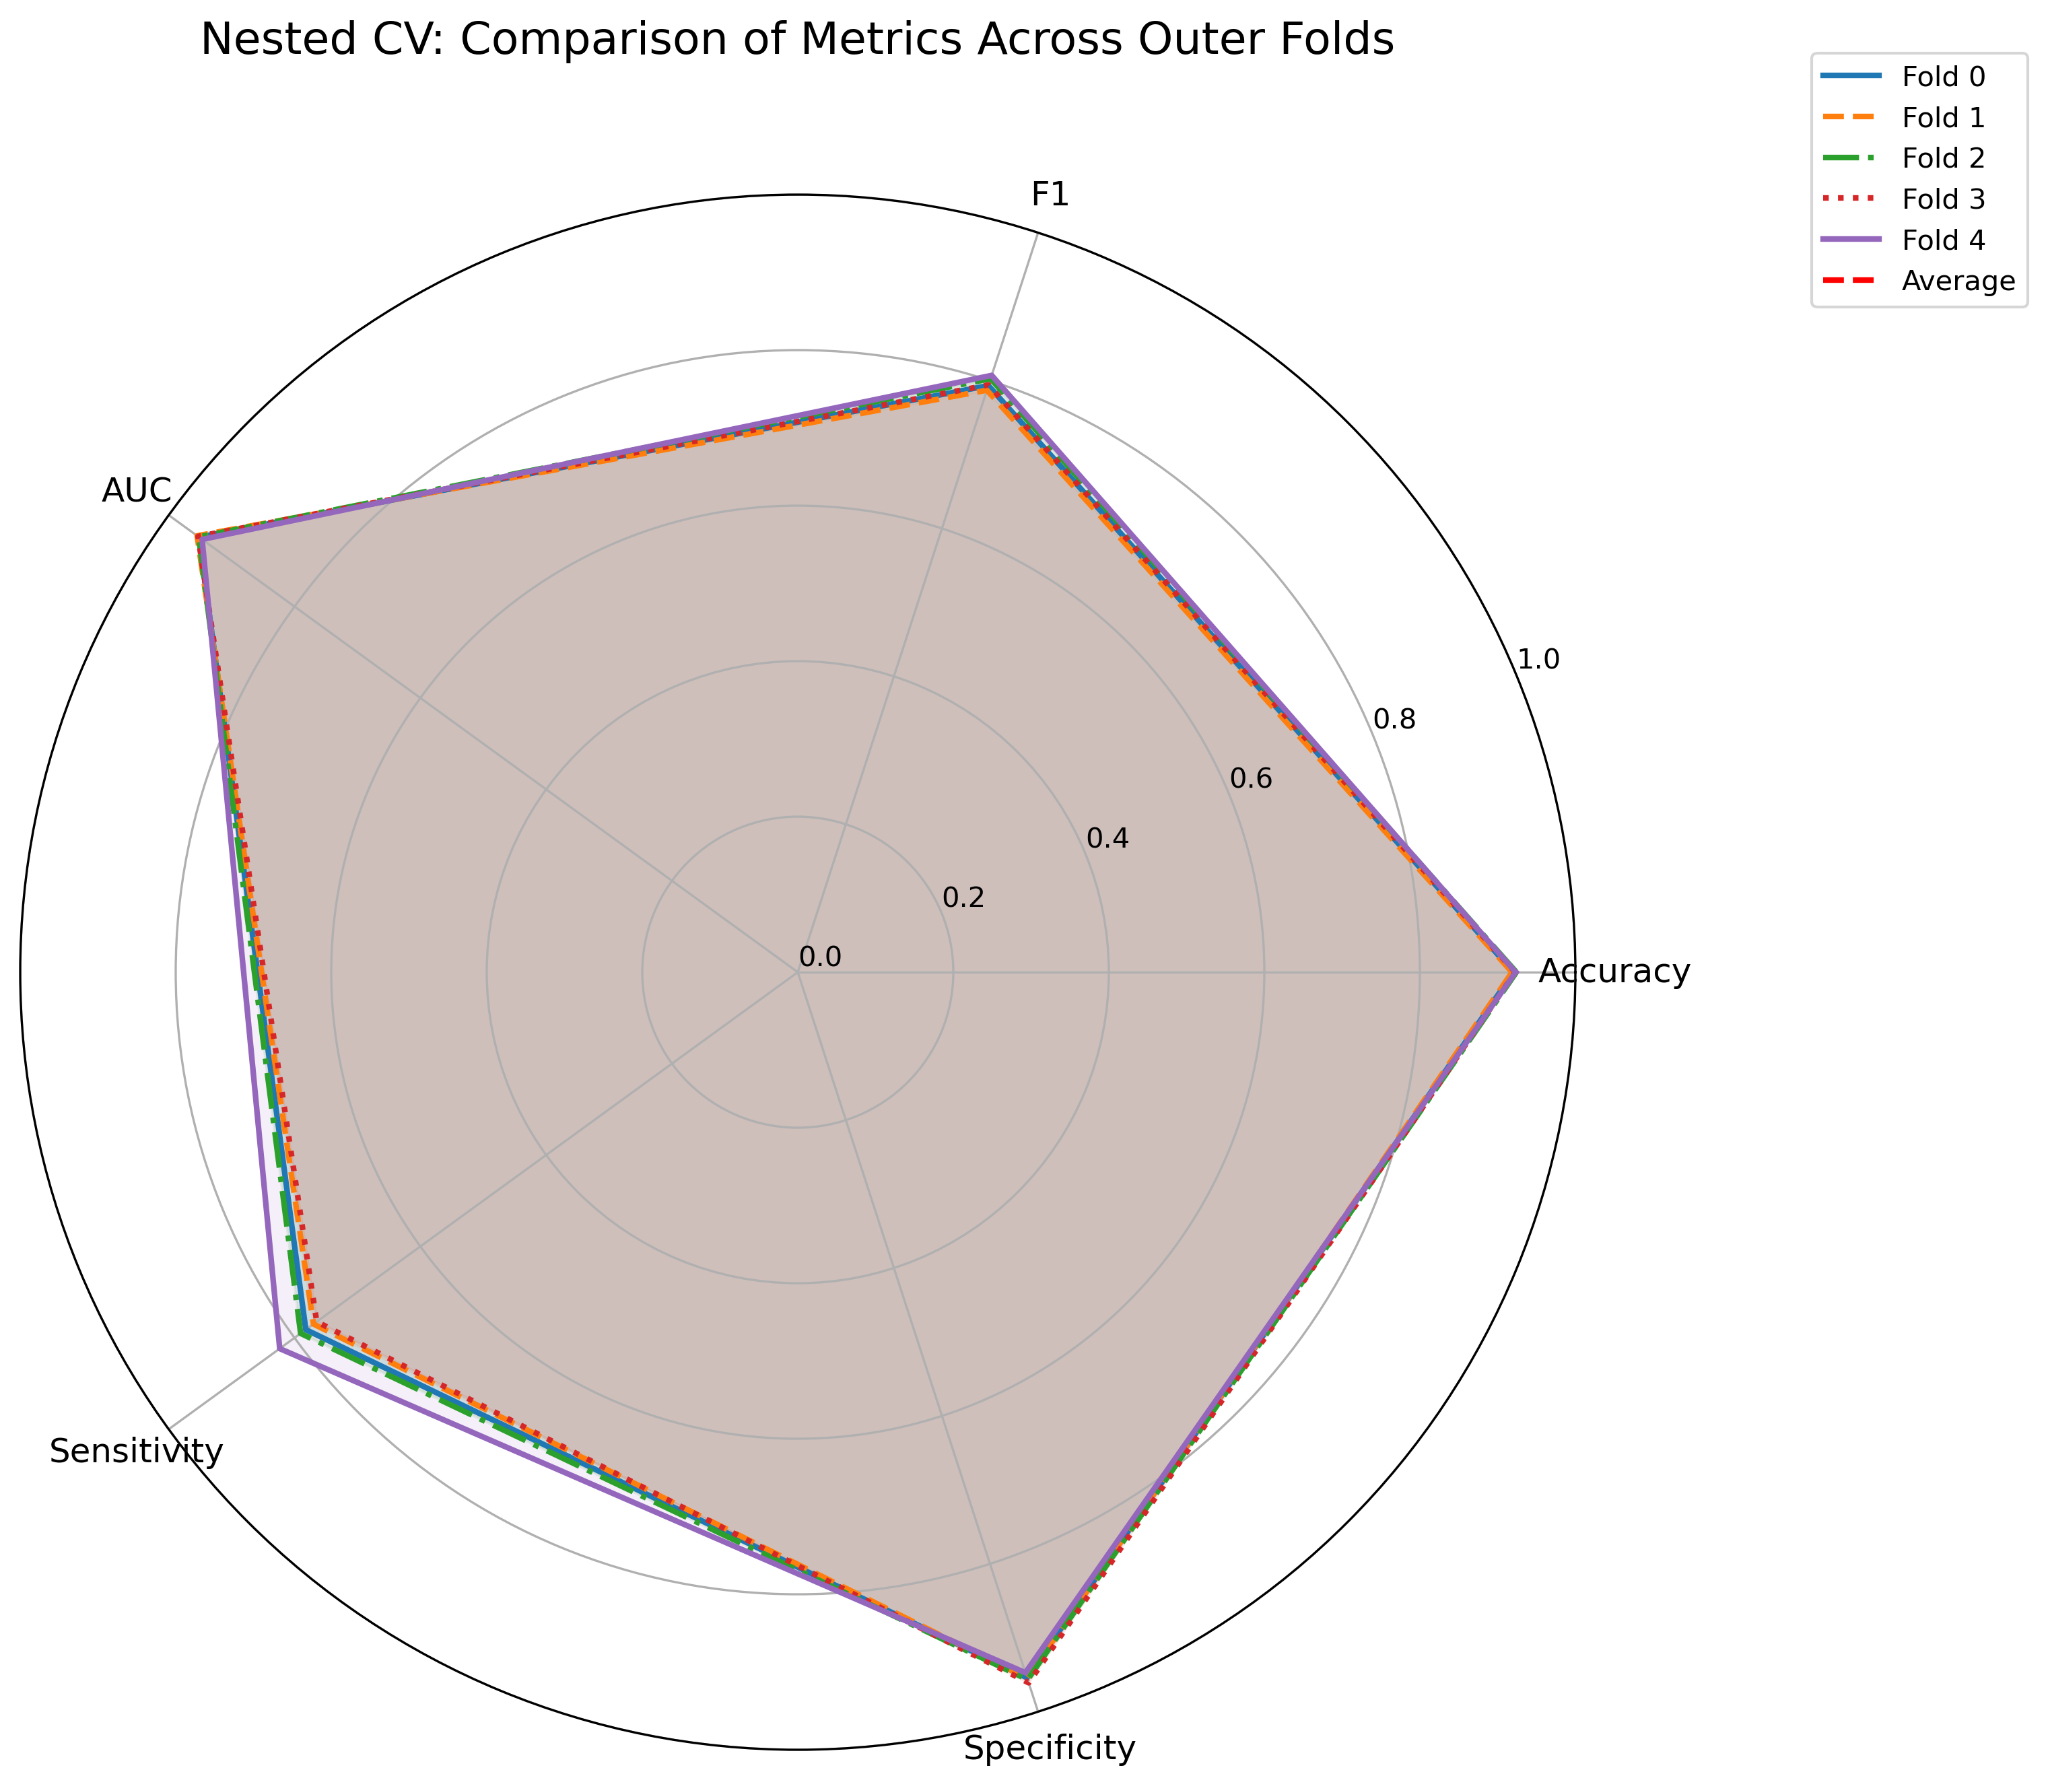 Nested CV: Comparison of Metrics Across Outer Folds
Fold 0
Fold 1
Fold 2
Fold 3
Fold 4
Average
F1
AUC
1.0
0.8
0.6
0.4
0.2
0.0
Accuracy
Sensitivity
Specificity